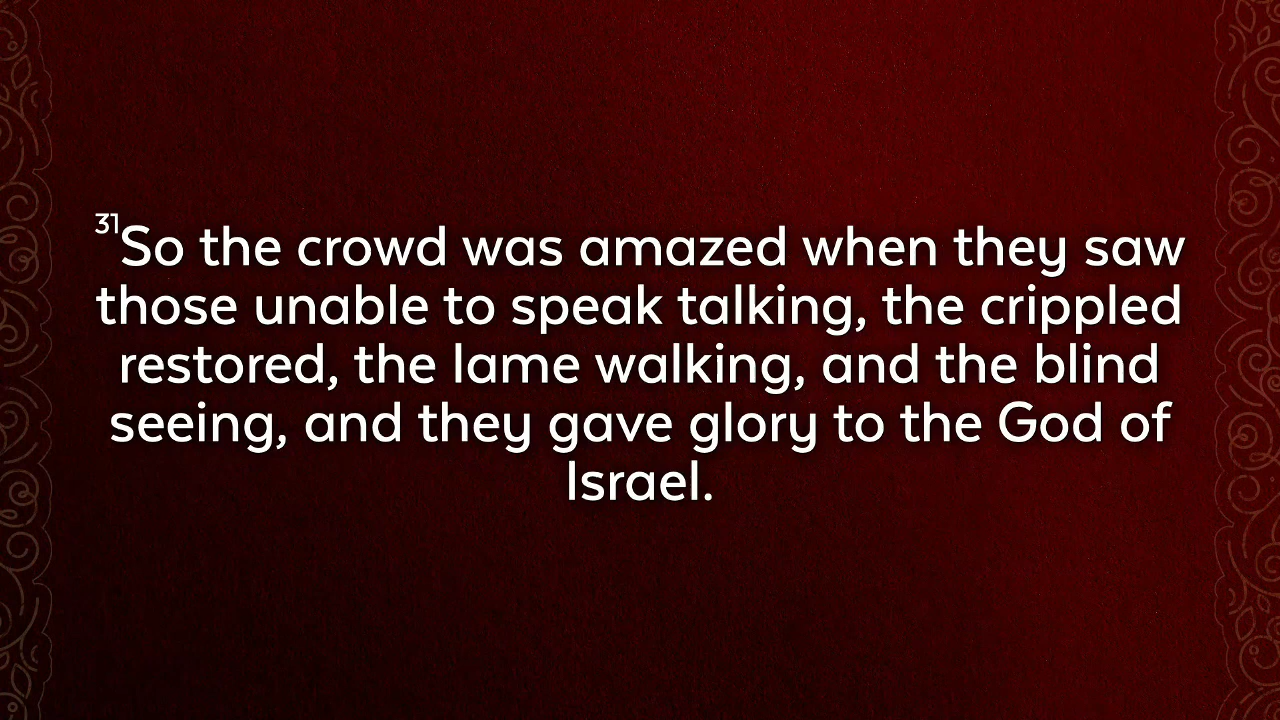 31So the crowd was amazed when they saw
those unable to speak talking, the crippled
restored, the lame walking, and the blind
seeing, and they gave glory to the God of
Israel.